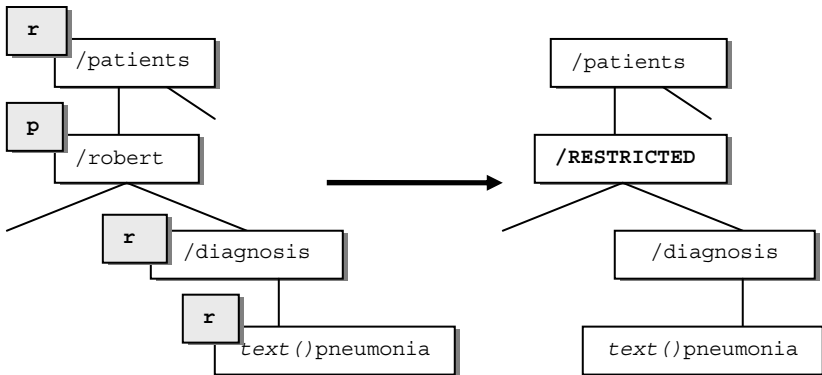 r
/patients
p
/robert
r
/diagnosis
r
text()pneumonia
/patients
/RESTRICTED
/diagnosis
text()pneumonia